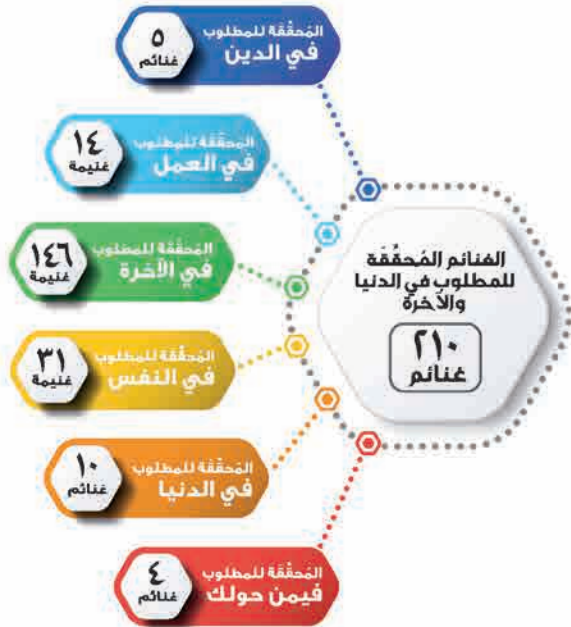 الغنائم المُحقِّقة
للمطلوب في الدنيا
والآخرة
٢١٠
غنائم
المُحقِّقة للمطلوب
في الدين
٥
غنائم
المُحقِّقة للمطلوب
في العمل
١٤
غنيمة
المُحقِّقة للمطلوب
في الآخرة
١٤٦
غنيمة
المُحقِّقة للمطلوب
في النفس
٣١
غنيمة
المُحقِّقة للمطلوب
في الدنيا
١٠
غنائم
المُحقِّقة للمطلوب
فيمن حولك
٤
غنائم